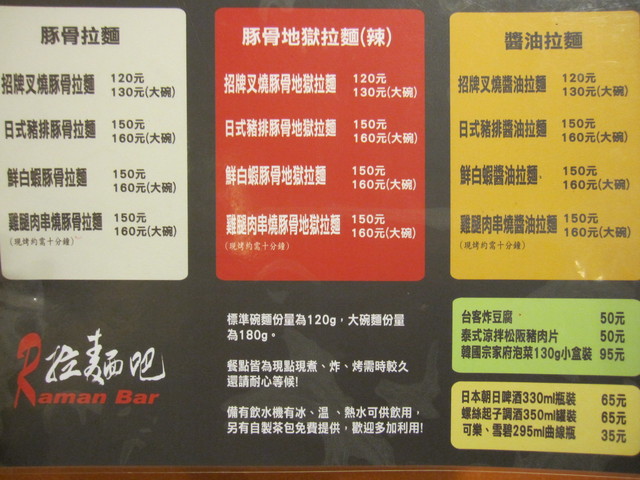 豚骨拉麵
招牌叉燒豚骨拉麵 120元
130元(大碗)
日式豬排豚骨拉麵 150元
160元(大碗)
鮮白蝦豚骨拉麵 150元
160元(大碗)
雞腿肉串燒豚骨拉麵 150元
160元(大碗)
(現烤約需十分鐘)
豚骨地獄拉麵(辣)
招牌叉燒豚骨地獄拉麵 120元
130元(大碗)
日式豬排豚骨地獄拉麵 150元
160元(大碗)
鮮白蝦豚骨地獄拉麵 150元
160元(大碗)
雞腿肉串燒豚骨地獄拉麵 150元
160元(大碗)
(現烤約需十分鐘)
醬油拉麵
招牌叉燒醬油拉麵 120元
130元(大碗)
日式豬排醬油拉麵 150元
160元(大碗)
鮮白蝦醬油拉麵 150元
160元(大碗)
雞腿肉串燒醬油拉麵 150元
160元(大碗)
(現烤約需十分鐘)
拉麵吧
Raman Bar
標準碗麵份量為120g，大碗麵份量
為180g。
餐點皆為現點現煮、炸、烤需時較久
還請耐心等候!
備有飲水機有冰、溫、熱水可供飲用，
另有自製茶包免費提供，歡迎多加利用!
台客炸豆腐 50元
泰式涼拌松阪豬肉片 50元
韓國宗家府泡菜130g小盒裝 95元
日本朝日啤酒330ml瓶裝 65元
螺絲起子調酒350ml罐裝 65元
可樂、雪碧295ml曲線瓶 35元